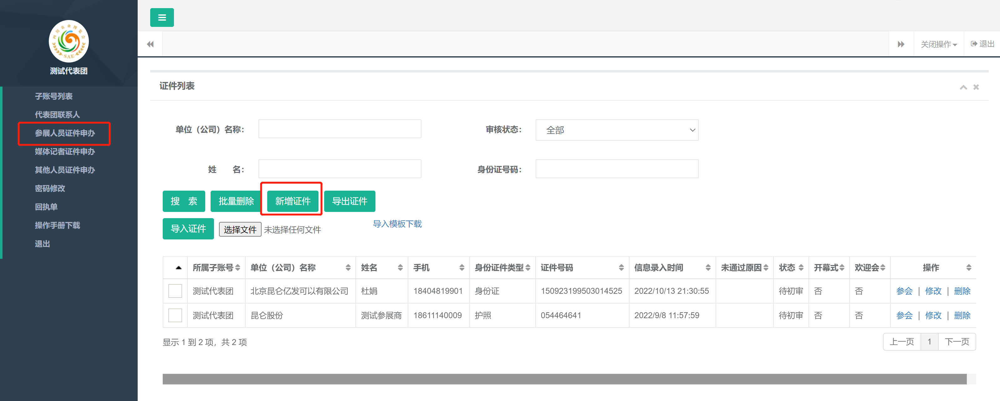 SAE
测试代表团
子账号列表
代表团联系人
参展人员证件申办
媒体记者证件申办
其他人员证件申办
密码修改
回执单
操作手册下载
退出
关闭操作
退出
证件列表
单位（公司）名称：
审核状态： 全部
姓 名：
身份证号码：
搜 索 批量删除 新增证件 导出证件
导入证件 选择文件 未选择任何文件 导入模板下载
所属子账号 单位（公司）名称 姓名 手机 身份证件类型 证件号码 信息录入时间 未通过原因 状态 开幕式 欢迎会 操作
测试代表团 北京昆仑亿发可以有限公司 杜娟 18404819901 身份证 150923199503014525 2022/10/13 21:30:55 待初审 否 否 参会 | 修改 | 删除
测试代表团 昆仑股份 测试参展商 18611140009 护照 054464641 2022/9/8 11:57:59 待初审 否 否 参会 | 修改 | 删除
显示 1 到 2 项，共 2 项
上一页 1 下一页